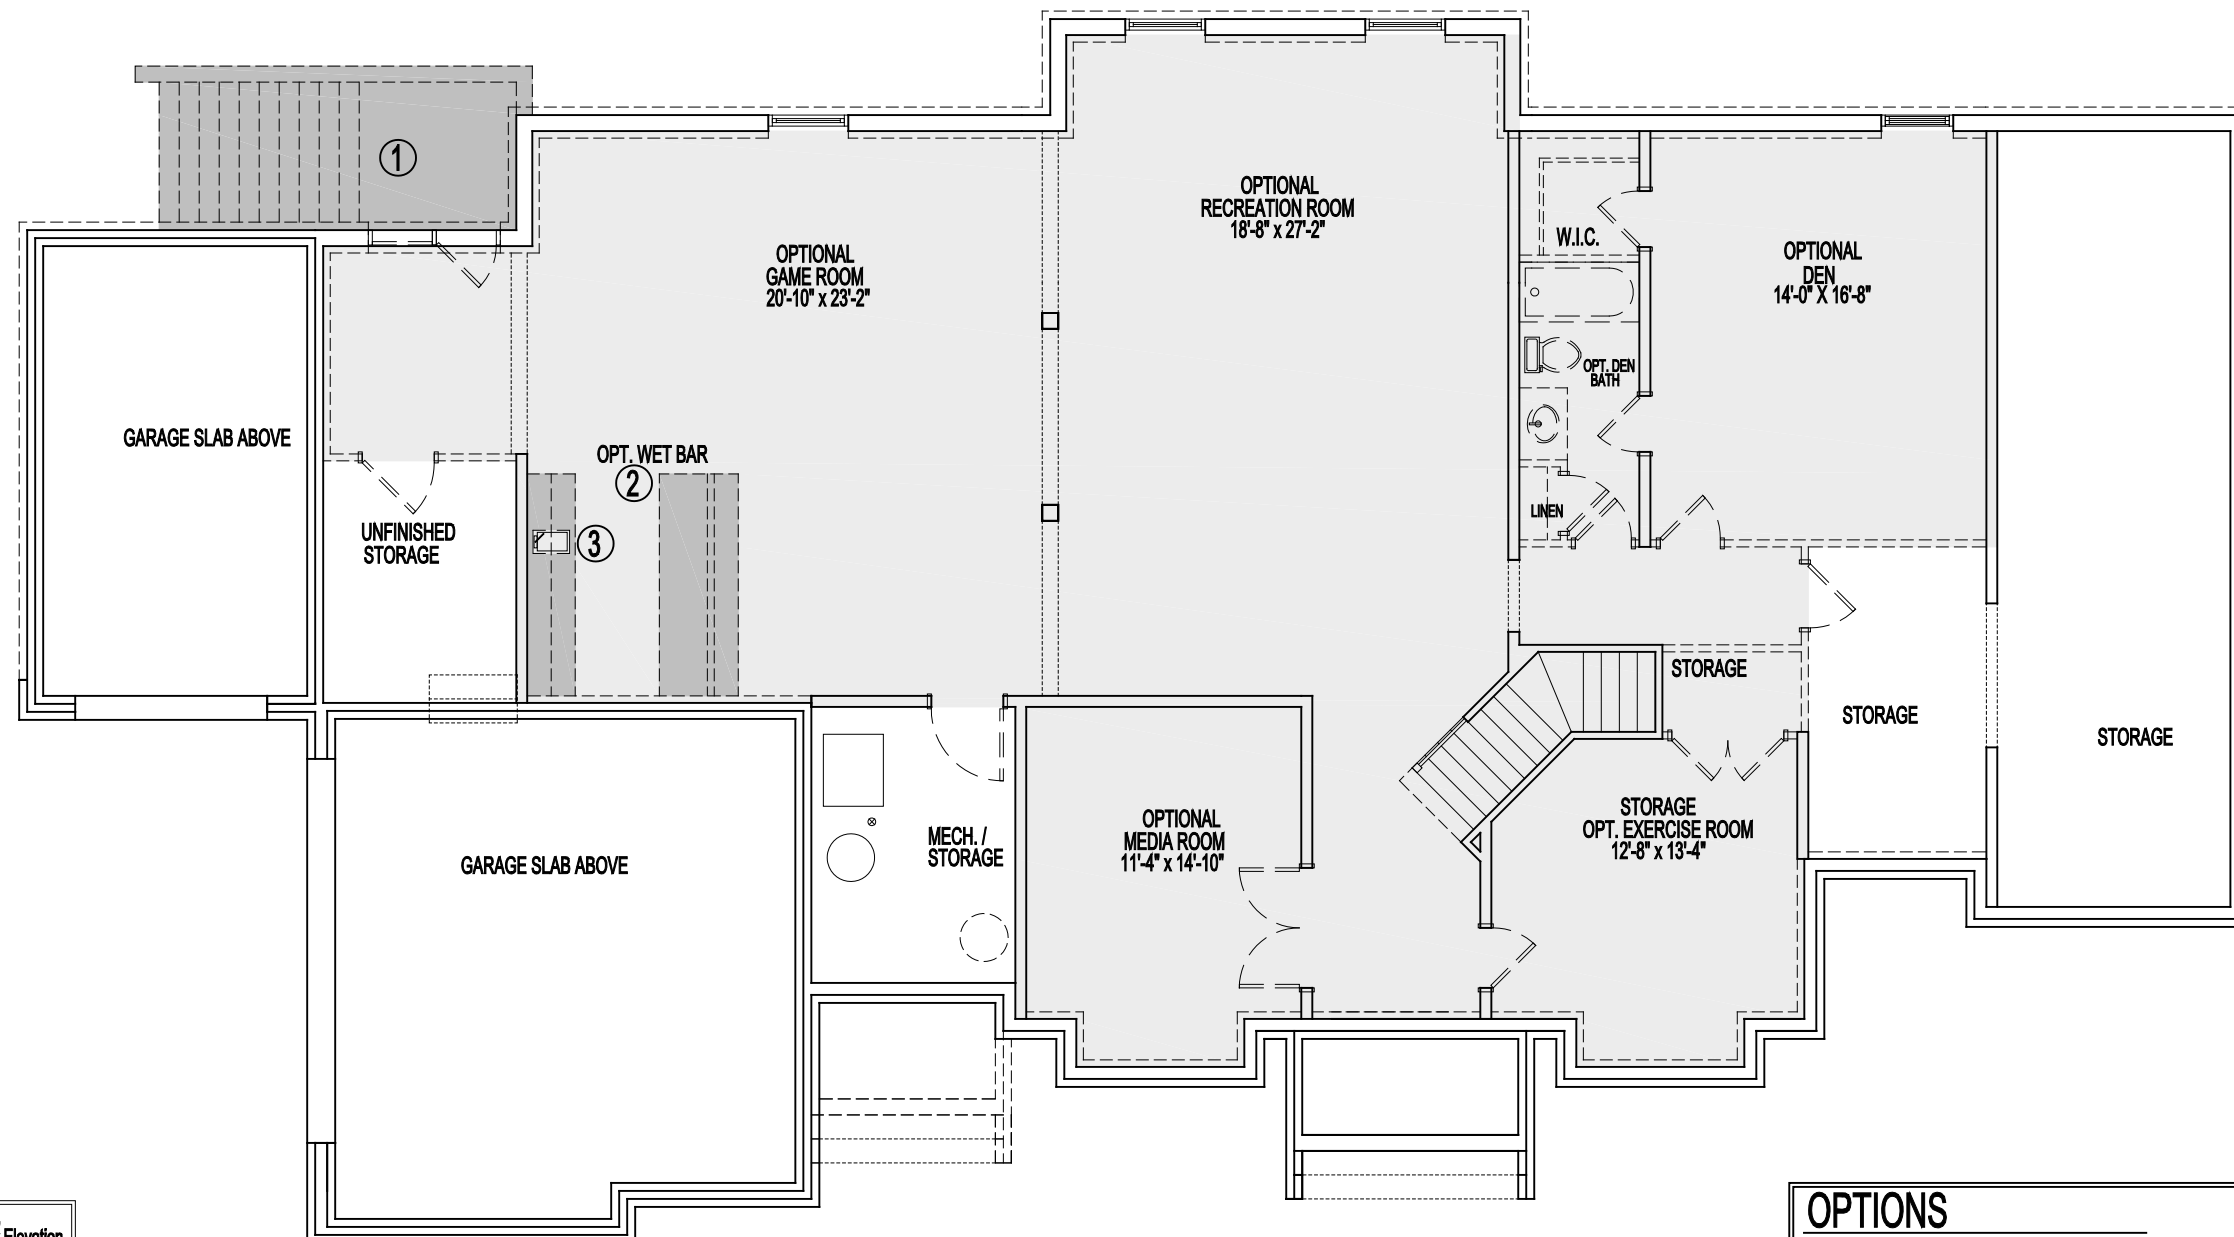 1
OPTIONAL
RECREATION ROOM
18'-8" x 27'-2"
OPTIONAL
GAME ROOM
20'-10" x 23'-2"
W.I.C.
OPTIONAL
DEN
14'-0" X 16'-8"
OPT. DEN
BATH
GARAGE SLAB ABOVE
OPT. WET BAR
2
LINEN
UNFINISHED
STORAGE
3
STORAGE
STORAGE
STORAGE
STORAGE
OPT. EXERCISE ROOM
12'-8" x 13'-4"
OPTIONAL
MEDIA ROOM
11'-4" x 14'-10"
MECH. /
STORAGE
GARAGE SLAB ABOVE
OPTIONS
Elevation